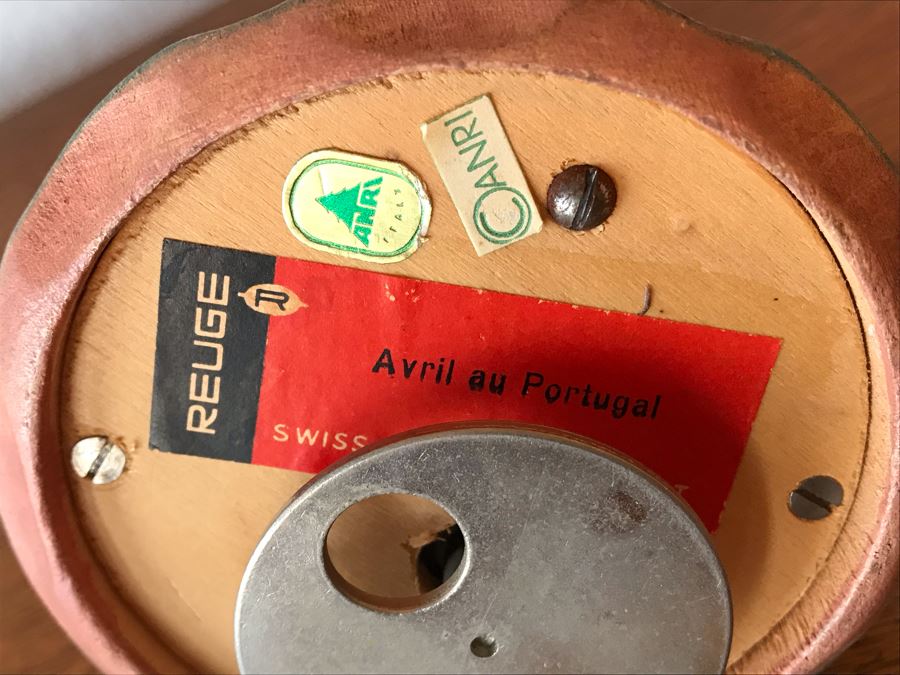 ANRI
ITALY
© ANRI
REUGE
R
Avril au Portugal
SWISS